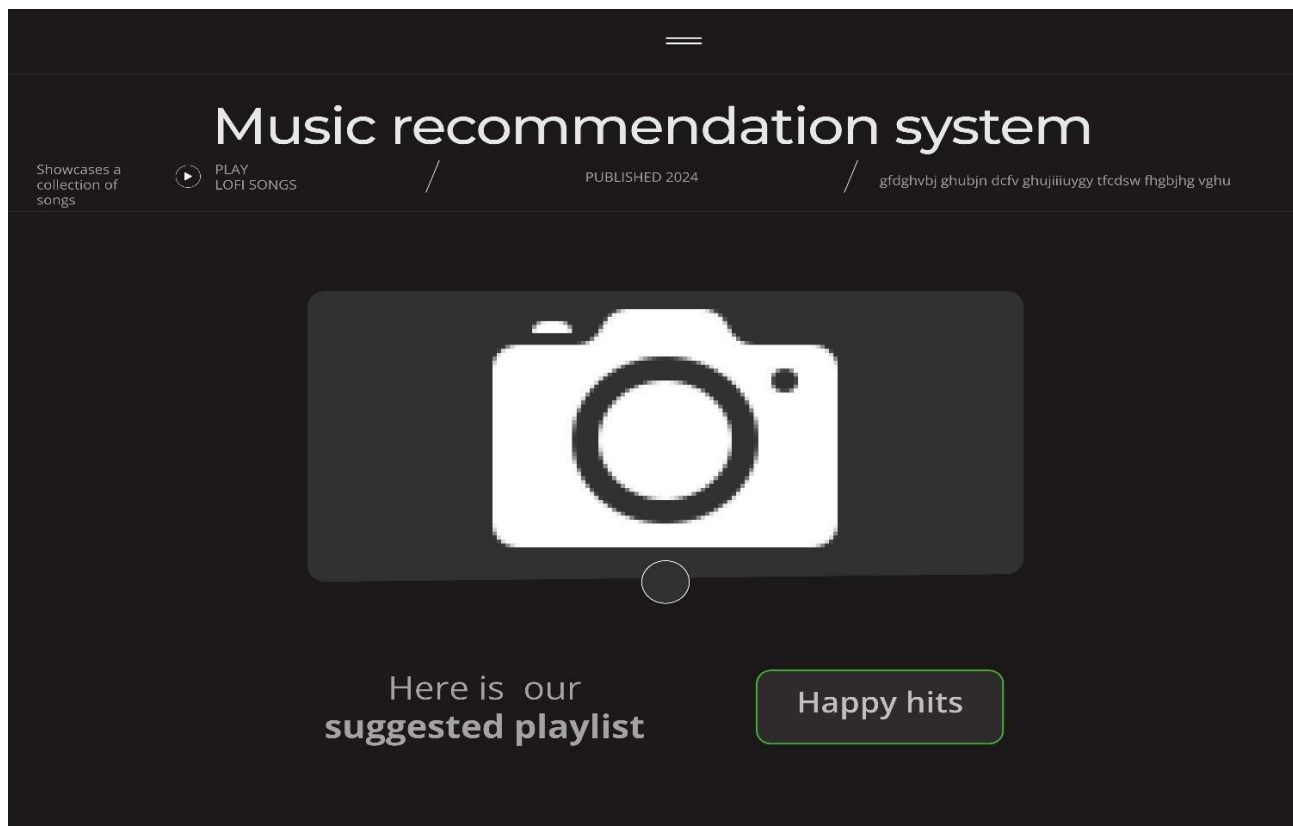 Music recommendation system
Showcases a
collection of
songs
PLAY
LOFI SONGS
PUBLISHED 2024
gfdghvbj ghubjn dcfv ghujiiiuygy tfcdsw fhgbjhg vghu
Here is our
suggested playlist
Happy hits